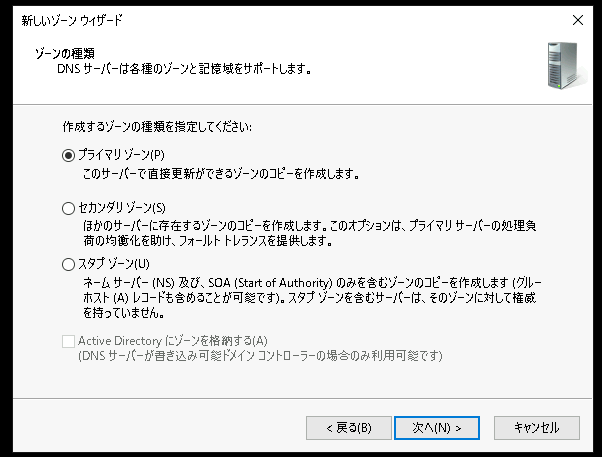 新しいゾーン ウィザード
ゾーンの種類
DNS サーバーは各種のゾーンと記憶域をサポートします。
作成するゾーンの種類を指定してください:
プライマリ ゾーン(P)
このサーバーで直接更新ができるゾーンのコピーを作成します。
セカンダリ ゾーン(S)
ほかのサーバーに存在するゾーンのコピーを作成します。このオプションは、プライマリ サーバーの処理負
荷の均衡化を助け、フォールト トレランスを提供します。
スタブ ゾーン(U)
ネーム サーバー (NS) 及び、SOA (Start of Authority) のみを含むゾーンのコピーを作成します (グルー
ホスト (A) レコードも含めることが可能です)。スタブ ゾーンを含むサーバーは、そのゾーンに対して権威
を持っていません。
Active Directory にゾーンを格納する(A)
(DNS サーバーが書き込み可能ドメイン コントローラーの場合のみ利用可能です)
< 戻る(B)
次へ(N) >
キャンセル